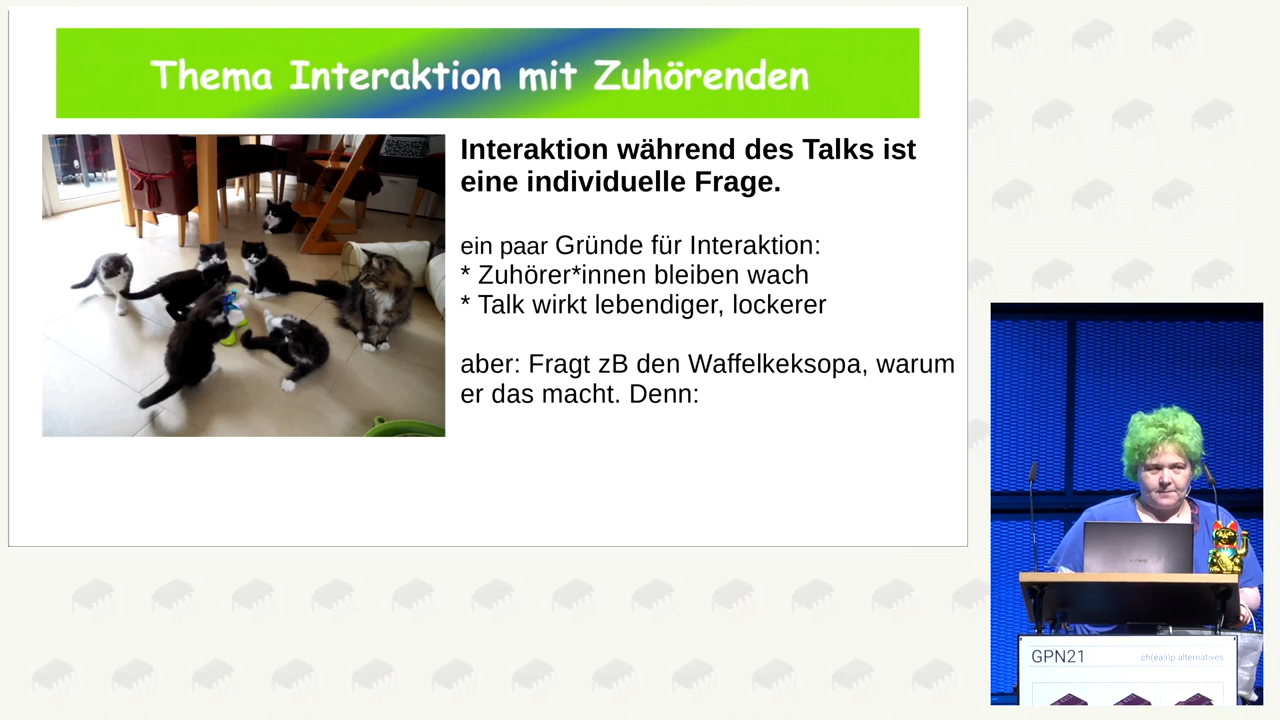 Thema Interaktion mit Zuhörenden
Interaktion während des Talks ist
eine individuelle Frage.
ein paar Gründe für Interaktion:
* Zuhörer*innen bleiben wach
* Talk wirkt lebendiger, lockerer
aber: Fragt zB den Waffelkeksopa, warum
er das macht. Denn:
GPN21
ch(ea)ip alternatives